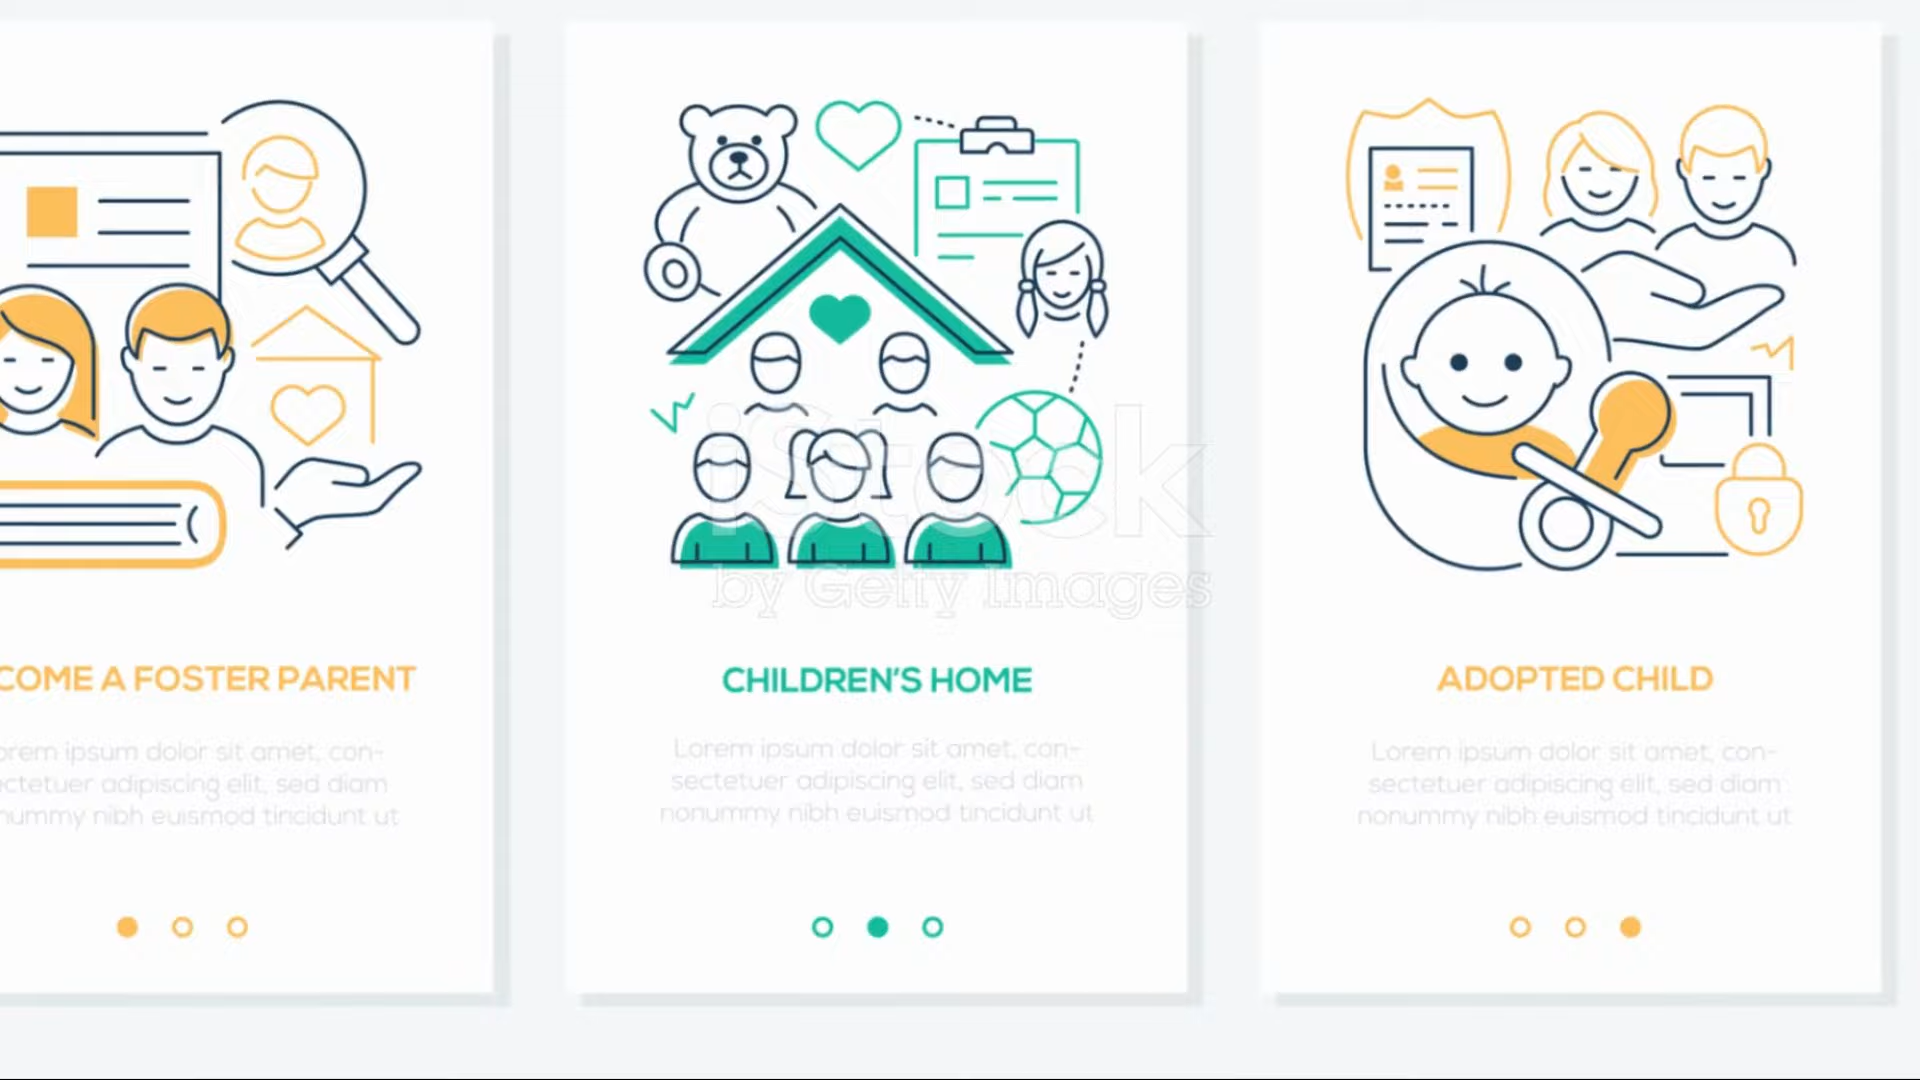 COME A FOSTER PARENT
orem ipsum dolor sit amet, con-
ectetuer adipiscing elit, sed diam
nummy nibh euismod tincidunt ut
CHILDREN'S HOME
Lorem ipsum dolor sit amet, con-
sectetuer adipiscing elit, sed diam
nonummy nibh euismod tincidunt ut
ADOPTED CHILD
Lorem ipsum dolor sit amet, con-
sectetuer adipiscing elit, sed diam
nonummy nibh euismod tincidunt ut
iStock
by Getty Images